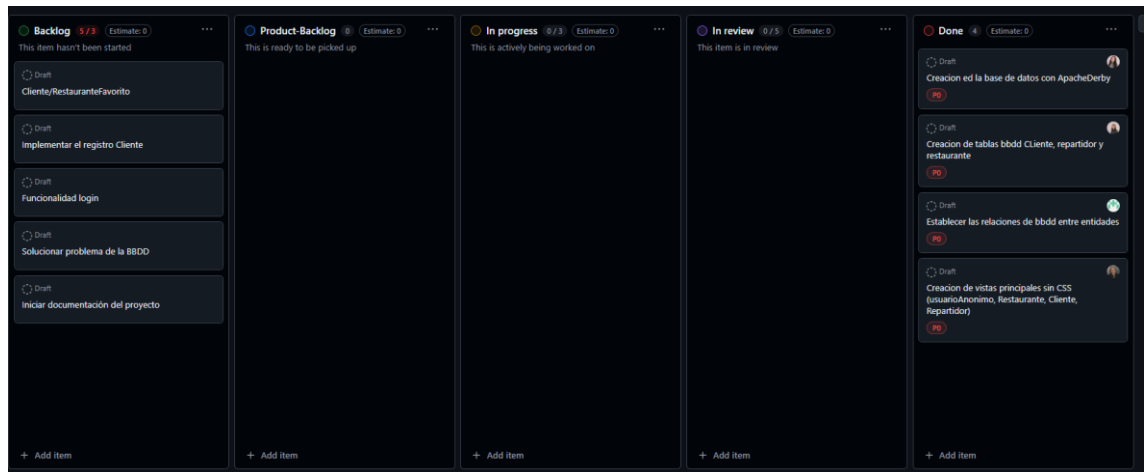 Backlog 5 / 3 Estimate: 0
This item hasn't been started
Draft
Cliente/RestauranteFavorito
Draft
Implementar el registro Cliente
Draft
Funcionalidad login
Draft
Solucionar problema de la BBDD
Draft
Iniciar documentación del proyecto
+ Add item
Product-Backlog 0 Estimate: 0
This is ready to be picked up
+ Add item
In progress 0 / 3 Estimate: 0
This is actively being worked on
+ Add item
In review 0 / 5 Estimate: 0
This item is in review
+ Add item
Done 4 Estimate: 0
Draft
Creacion ed la base de datos con ApacheDerby
P0
Draft
Creacion de tablas bbdd CLiente, repartidor y
restaurante
P0
Draft
Establecer las relaciones de bbdd entre entidades
P0
Draft
Creacion de vistas principales sin CSS
(usuarioAnonimo, Restaurante, Cliente,
Repartidor)
P0
+ Add item